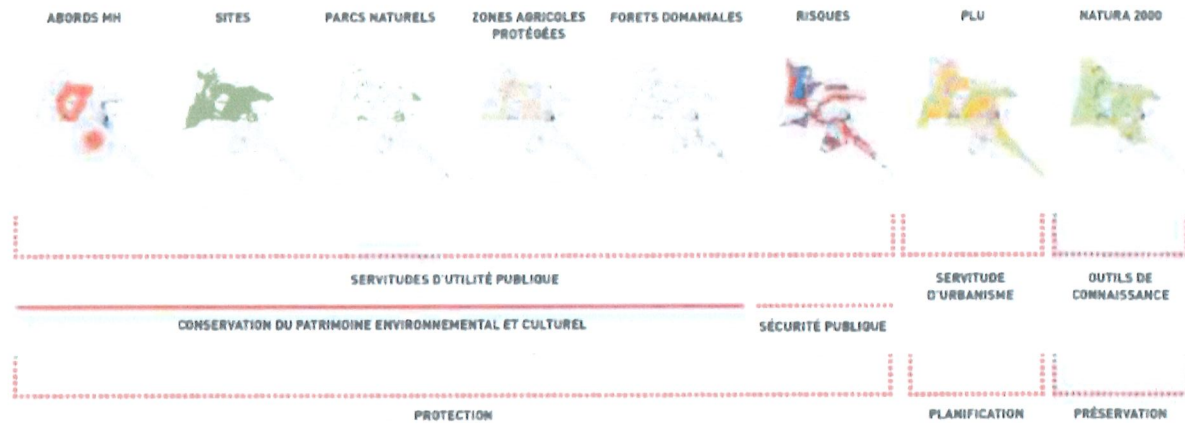 ABORDS MH
SITES
PARCS NATURELS
ZONES AGRICOLES
PROTÉGÉES
FORETS DOMANIALES
RISQUES
PLU
NATURA 2000
SERVITUDES D'UTILITÉ PUBLIQUE
SERVITUDE
D'URBANISME
OUTILS DE
CONNAISSANCE
CONSERVATION DU PATRIMOINE ENVIRONNEMENTAL ET CULTUREL
SÉCURITÉ PUBLIQUE
PROTECTION
PLANIFICATION
PRÉSERVATION